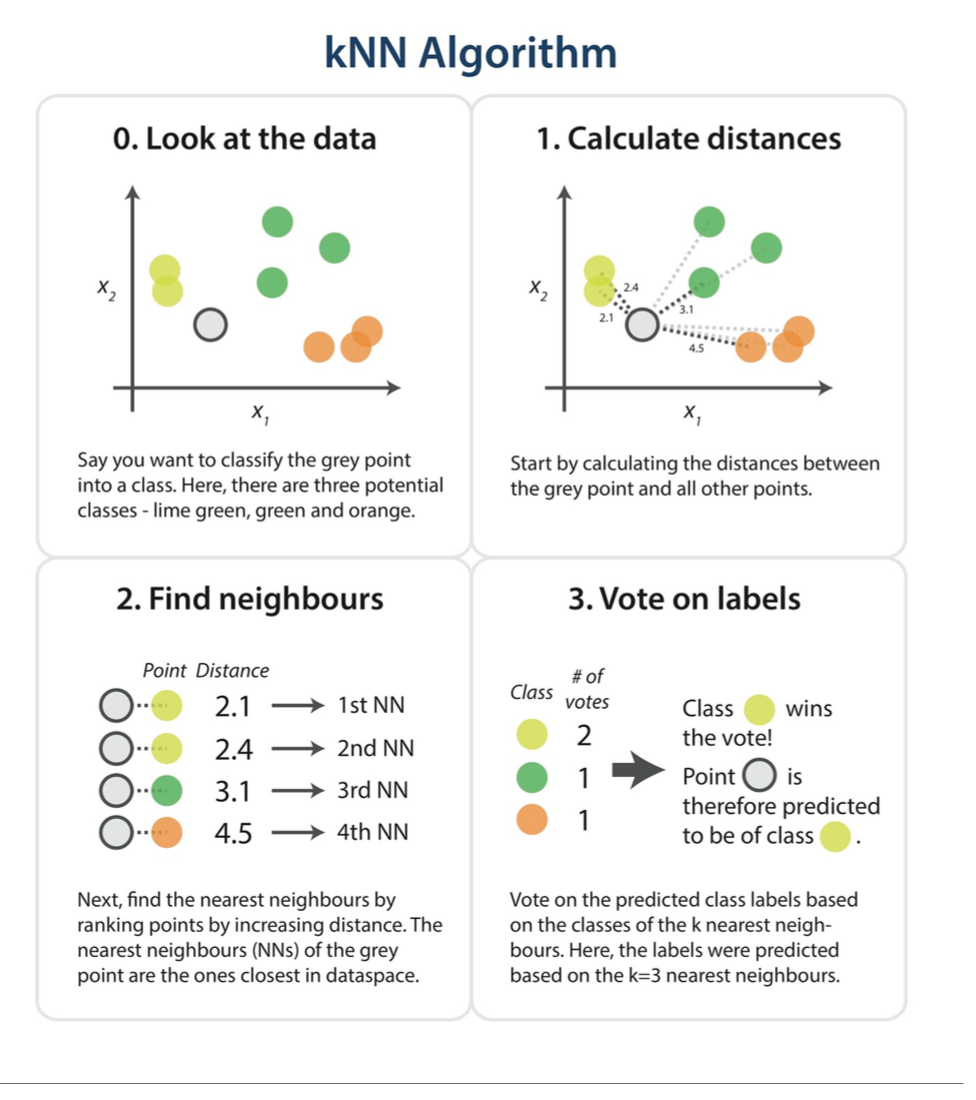 kNN Algorithm
0. Look at the data
x2
x1
Say you want to classify the grey point
into a class. Here, there are three potential
classes - lime green, green and orange.
1. Calculate distances
x2
2.4
2.1
3.1
4.5
x1
Start by calculating the distances between
the grey point and all other points.
2. Find neighbours
Point Distance
2.1 1st NN
2.4 2nd NN
3.1 3rd NN
4.5 4th NN
Next, find the nearest neighbours by
ranking points by increasing distance. The
nearest neighbours (NNs) of the grey
point are the ones closest in dataspace.
3. Vote on labels
Class # of
votes
2
1
1
Class wins
the vote!
Point is
therefore predicted
to be of class .
Vote on the predicted class labels based
on the classes of the k nearest neigh-
bours. Here, the labels were predicted
based on the k=3 nearest neighbours.